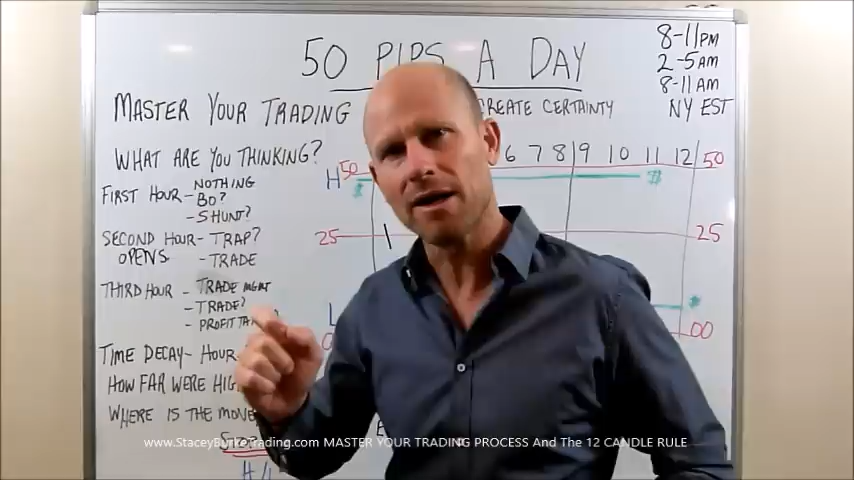 50 PIPS A DAY
8-11PM
2-5AM
8-11AM
NY EST
MASTER YOUR TRADING
CREATE CERTAINTY
WHAT ARE YOU THINKING?
FIRST HOUR- NOTHING
- BO?
- SHUNT?
SECOND HOUR- TRAP?
OPENS - TRADE
THIRD HOUR - TRADE MGMT
- TRADE?
- PROFIT
TIME DECAY- HOUR
HOW FAR WERE
WHERE IS THE MOVE
H 50 6 7 8 9 10 11 12 50
25 25
L 00
www.StaceyBurkeTrading.com MASTER YOUR TRADING PROCESS And The 12 CANDLE RULE